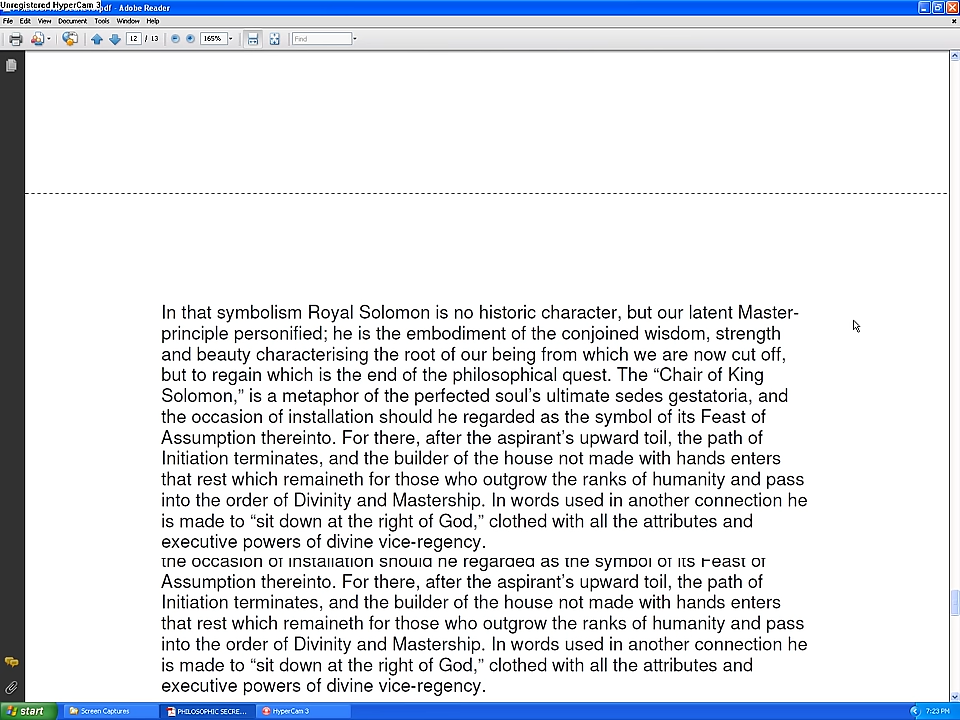 Unregistered HyperCam 3
.pdf - Adobe Reader
File Edit View Document Tools Window Help
12 / 13 165% Find
In that symbolism Royal Solomon is no historic character, but our latent Master-
principle personified; he is the embodiment of the conjoined wisdom, strength
and beauty characterising the root of our being from which we are now cut off,
but to regain which is the end of the philosophical quest. The “Chair of King
Solomon,” is a metaphor of the perfected soul’s ultimate sedes gestatoria, and
the occasion of installation should he regarded as the symbol of its Feast of
Assumption thereinto. For there, after the aspirant’s upward toil, the path of
Initiation terminates, and the builder of the house not made with hands enters
that rest which remaineth for those who outgrow the ranks of humanity and pass
into the order of Divinity and Mastership. In words used in another connection he
is made to “sit down at the right of God,” clothed with all the attributes and
executive powers of divine vice-regency.
the occasion of installation should he regarded as the symbol of its Feast of
Assumption thereinto. For there, after the aspirant’s upward toil, the path of
Initiation terminates, and the builder of the house not made with hands enters
that rest which remaineth for those who outgrow the ranks of humanity and pass
into the order of Divinity and Mastership. In words used in another connection he
is made to “sit down at the right of God,” clothed with all the attributes and
executive powers of divine vice-regency.
start Screen Captures PHILOSOPHIC SECRE... HyperCam 3 7:23 PM